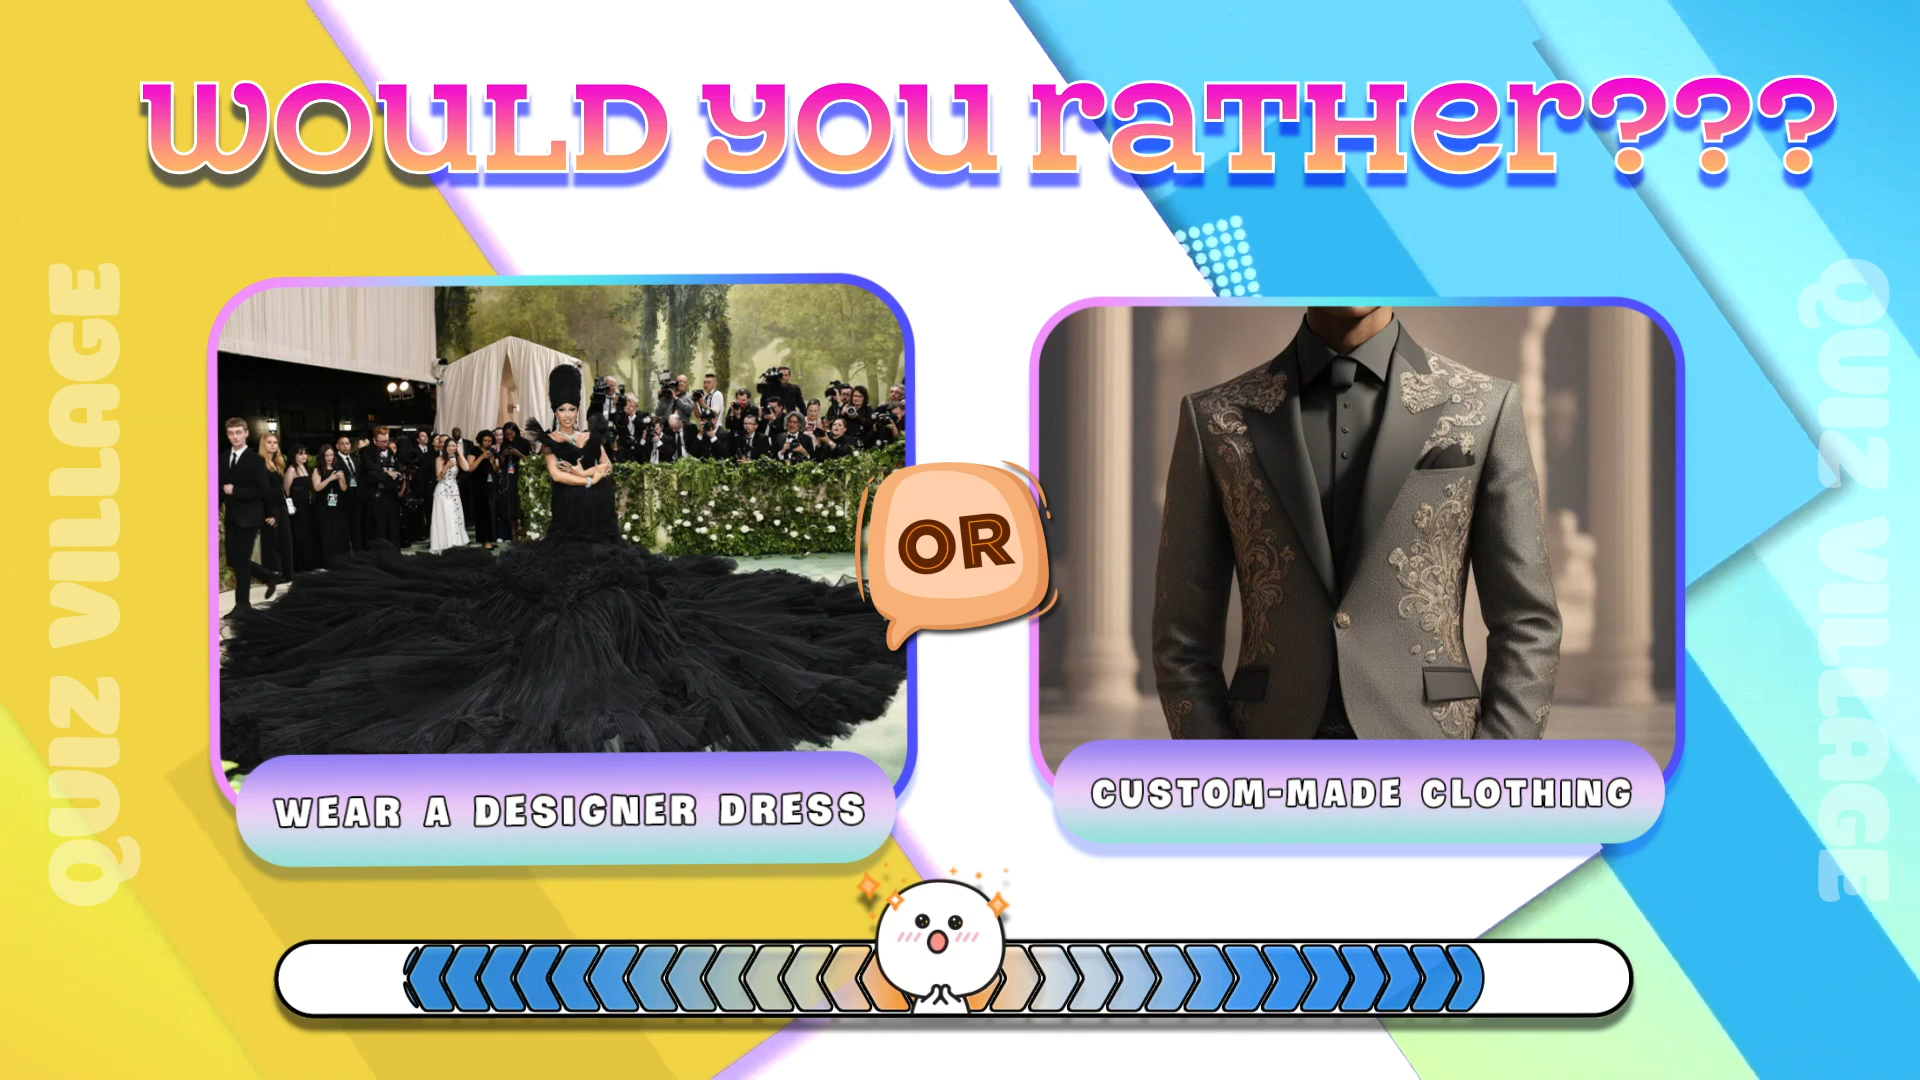 WOULD YOU RATHER???
QUIZ VILLAGE
OR
WEAR A DESIGNER DRESS
CUSTOM-MADE CLOTHING
QUIZ VILLAGE